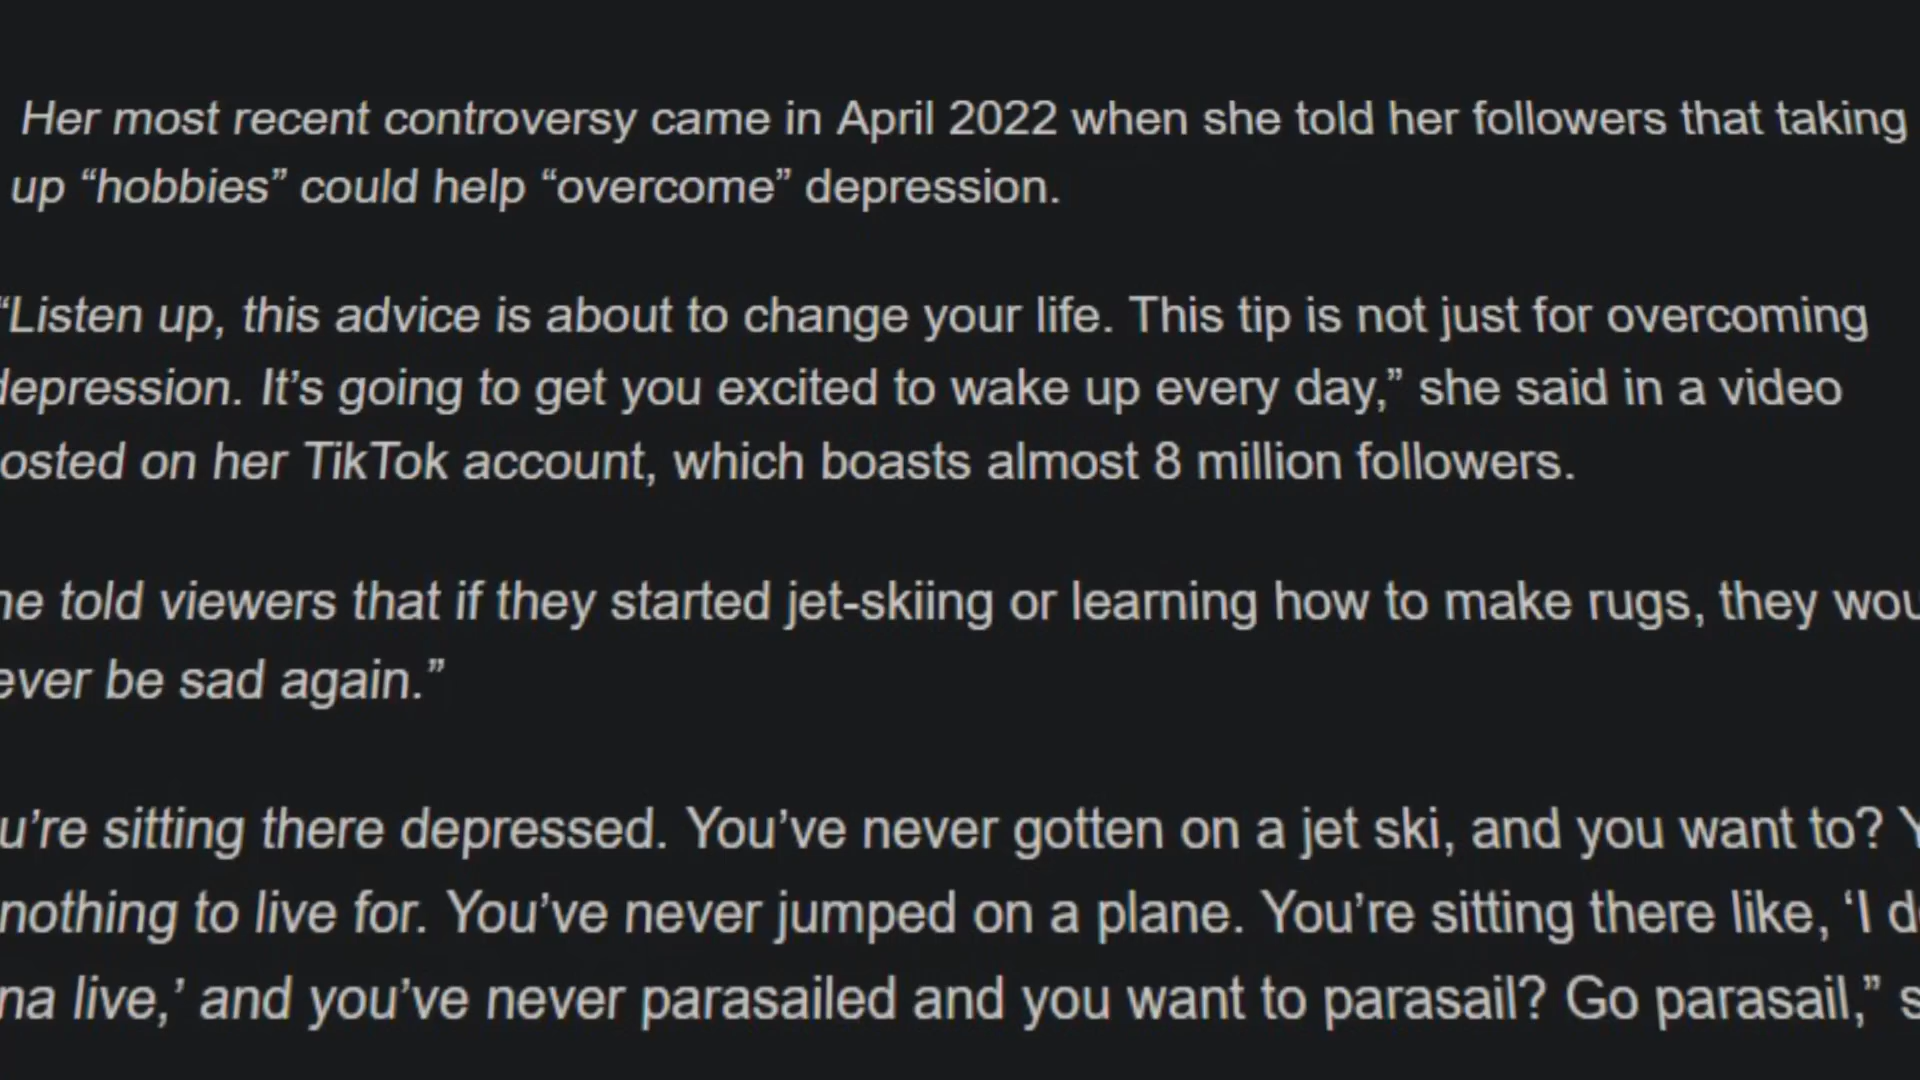 Her most recent controversy came in April 2022 when she told her followers that taking
up “hobbies” could help “overcome” depression.
“Listen up, this advice is about to change your life. This tip is not just for overcoming
depression. It’s going to get you excited to wake up every day,” she said in a video
osted on her TikTok account, which boasts almost 8 million followers.
he told viewers that if they started jet-skiing or learning how to make rugs, they wou
ever be sad again.”
u’re sitting there depressed. You’ve never gotten on a jet ski, and you want to? Y
nothing to live for. You’ve never jumped on a plane. You’re sitting there like, ‘I d
na live,’ and you’ve never parasailed and you want to parasail? Go parasail,” s